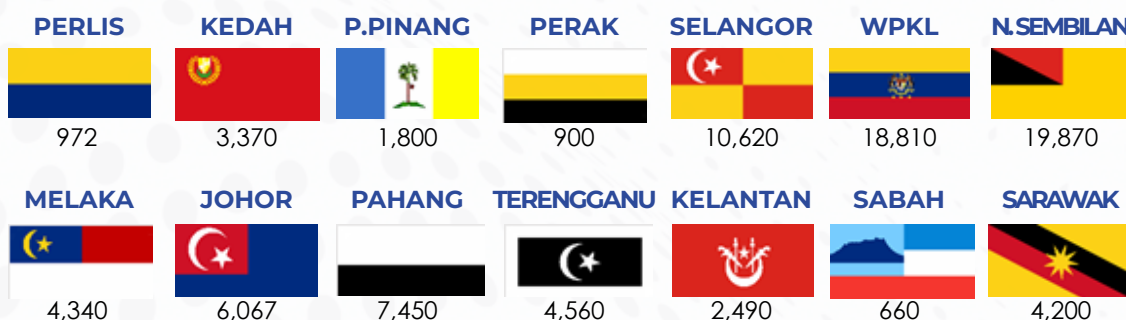 PERLIS KEDAH P.PINANG PERAK SELANGOR WPKL N.SEMBILAN
972 3,370 1,800 900 10,620 18,810 19,870
MELAKA JOHOR PAHANG TERENGGANU KELANTAN SABAH SARAWAK
4,340 6,067 7,450 4,560 2,490 660 4,200